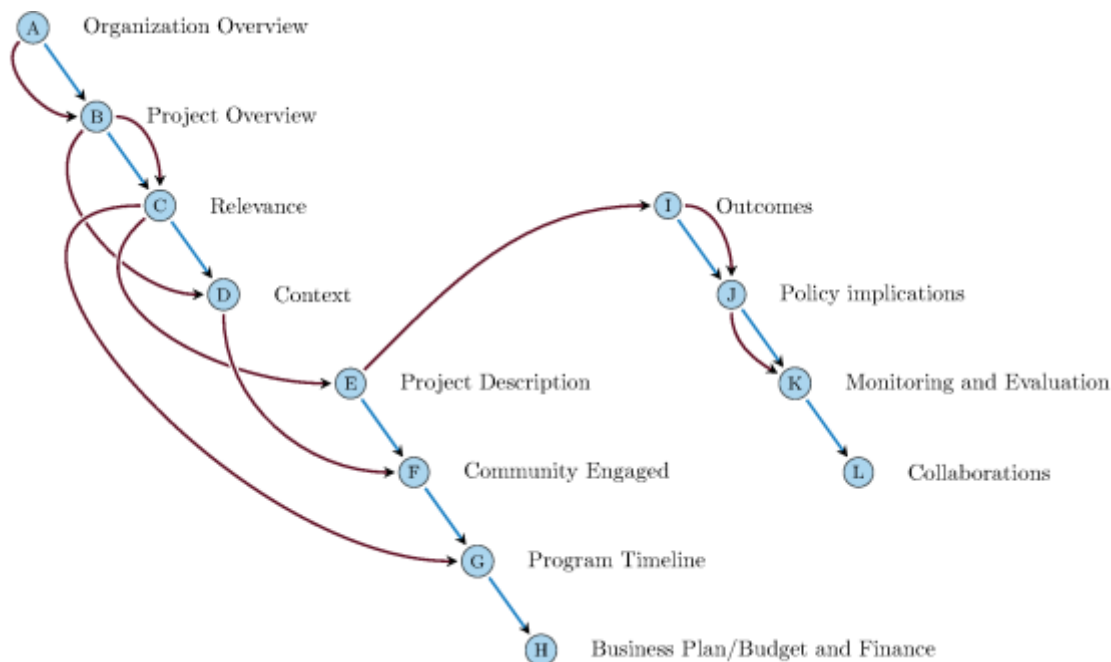 A Organization Overview
B Project Overview
C Relevance
I Outcomes
D Context
J Policy implications
E Project Description
K Monitoring and Evaluation
F Community Engaged
L Collaborations
G Program Timeline
H Business Plan/Budget and Finance